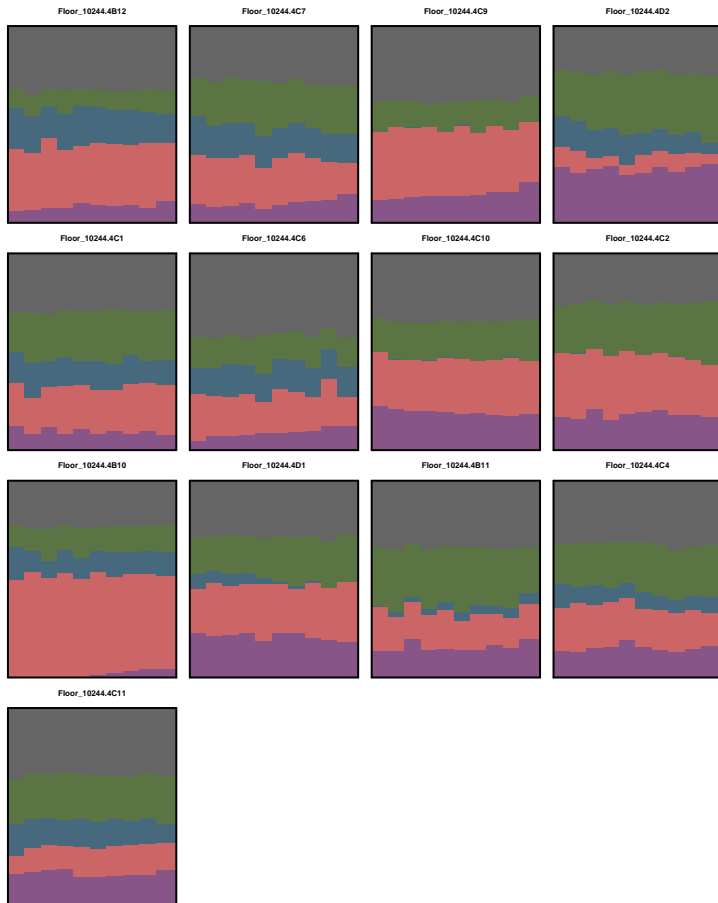 Floor_10244.4B12
Floor_10244.4C7
Floor_10244.4C9
Floor_10244.4D2
Floor_10244.4C1
Floor_10244.4C6
Floor_10244.4C10
Floor_10244.4C2
Floor_10244.4B10
Floor_10244.4D1
Floor_10244.4B11
Floor_10244.4C4
Floor_10244.4C11